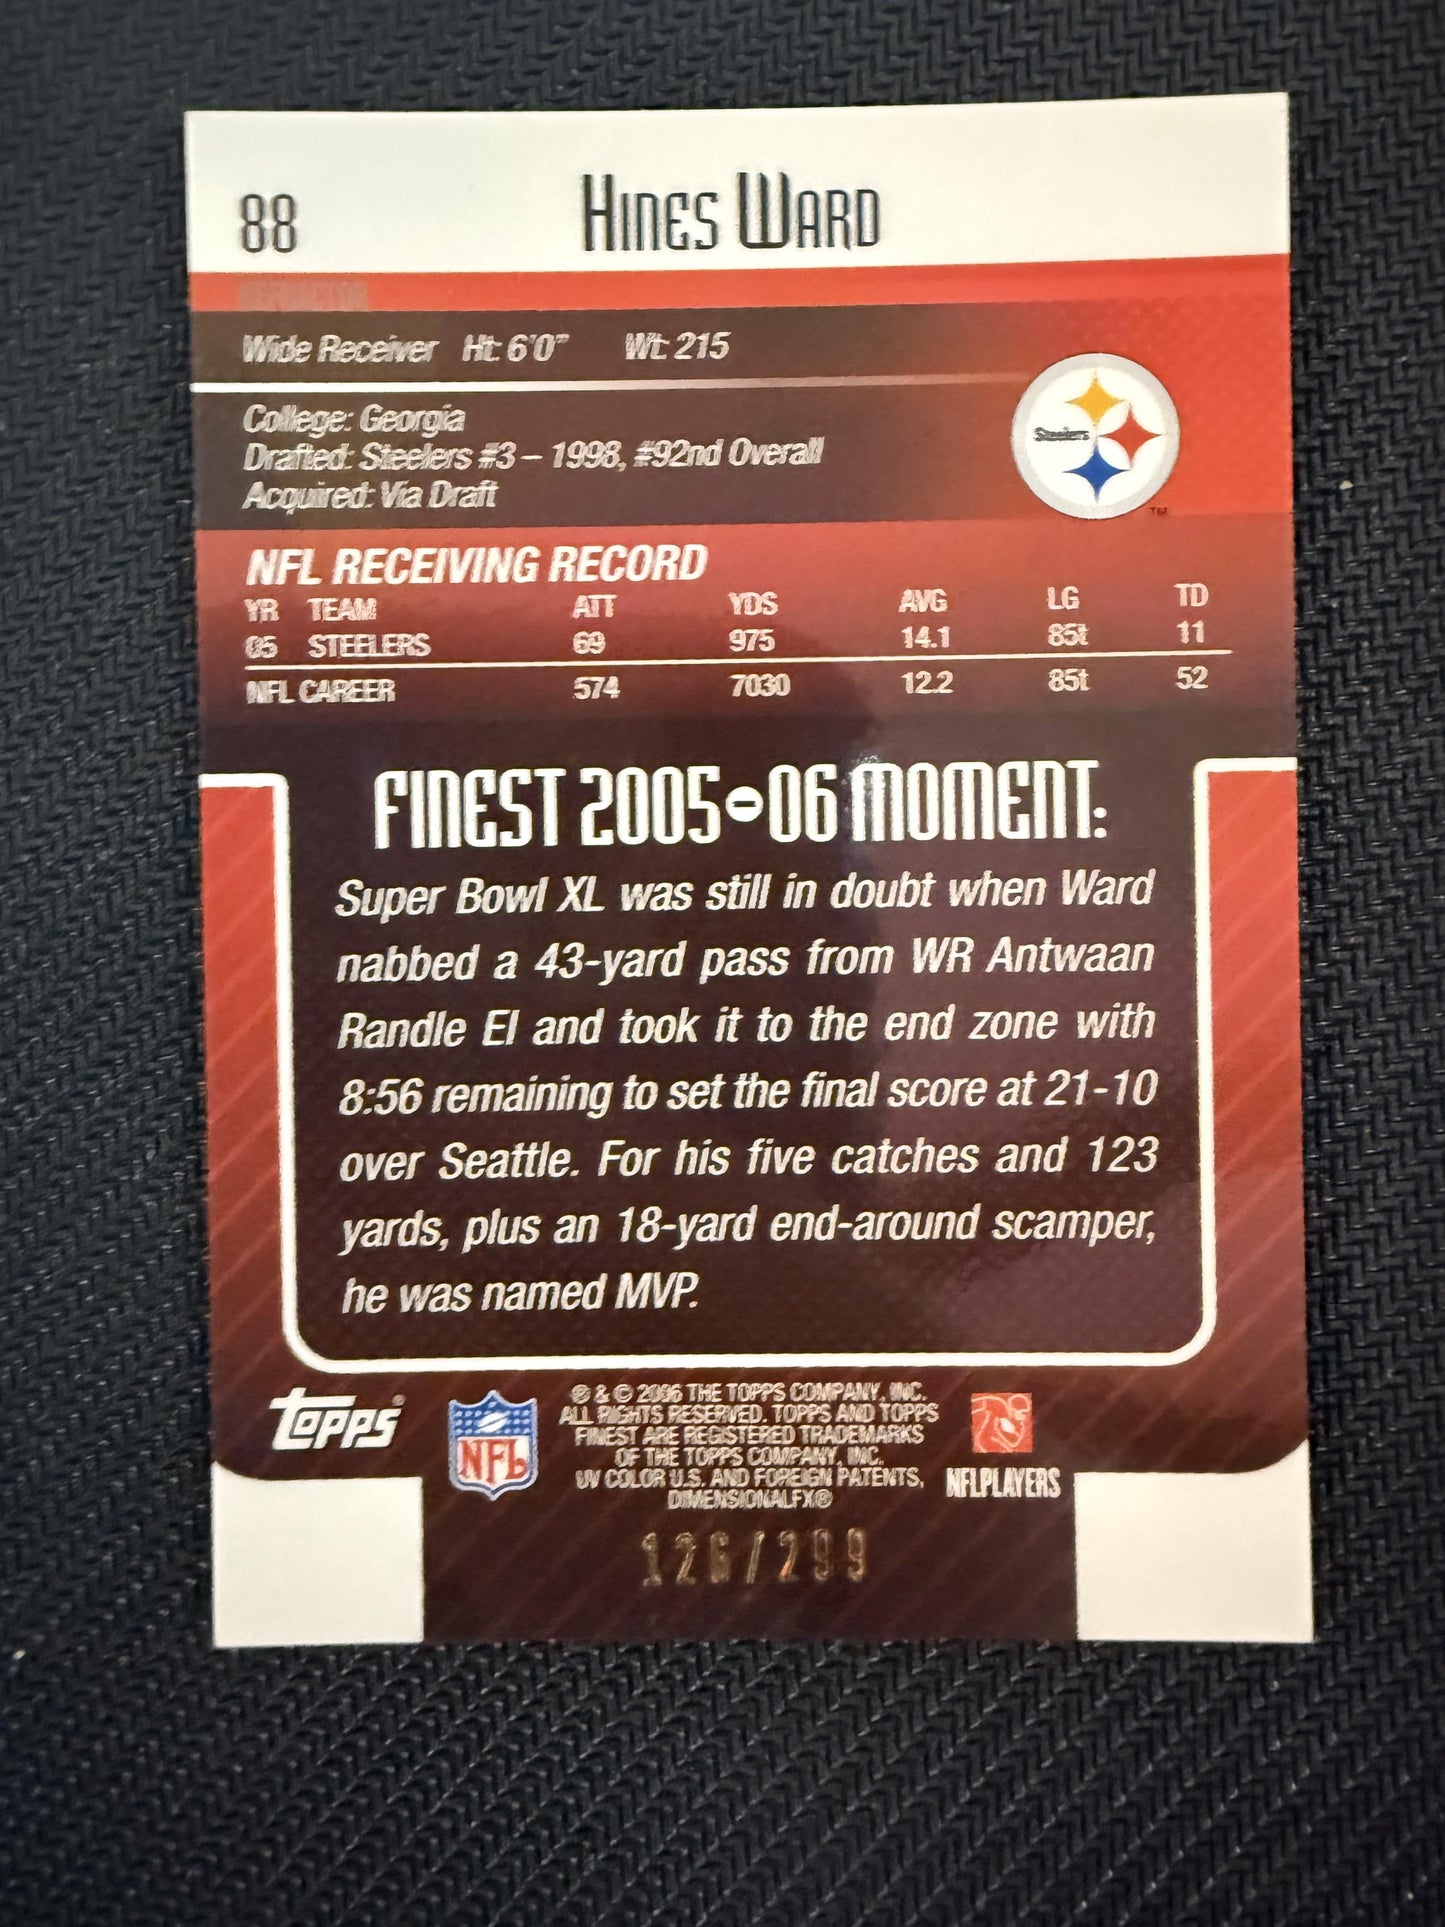 88 HINES WARD
REFRACTOR
Wide Receiver Ht: 6'0" Wt: 215
College: Georgia
Drafted: Steelers #3 – 1998, #92nd Overall
Acquired: Via Draft
Steelers
TM
NFL RECEIVING RECORD
YR TEAM ATT YDS AVG LG TD
05 STEELERS 69 975 14.1 85t 11
NFL CAREER 574 7030 12.2 85t 52
FINEST 2005-06 MOMENT:
Super Bowl XL was still in doubt when Ward
nabbed a 43-yard pass from WR Antwaan
Randle El and took it to the end zone with
8:56 remaining to set the final score at 21-10
over Seattle. For his five catches and 123
yards, plus an 18-yard end-around scamper,
he was named MVP.
topps®
NFL
® & © 2006 THE TOPPS COMPANY, INC.
ALL RIGHTS RESERVED. TOPPS AND TOPPS
FINEST ARE REGISTERED TRADEMARKS
OF THE TOPPS COMPANY, INC.
UV COLOR U.S. AND FOREIGN PATENTS,
DIMENSIONALFX®
NFLPLAYERS
126/299